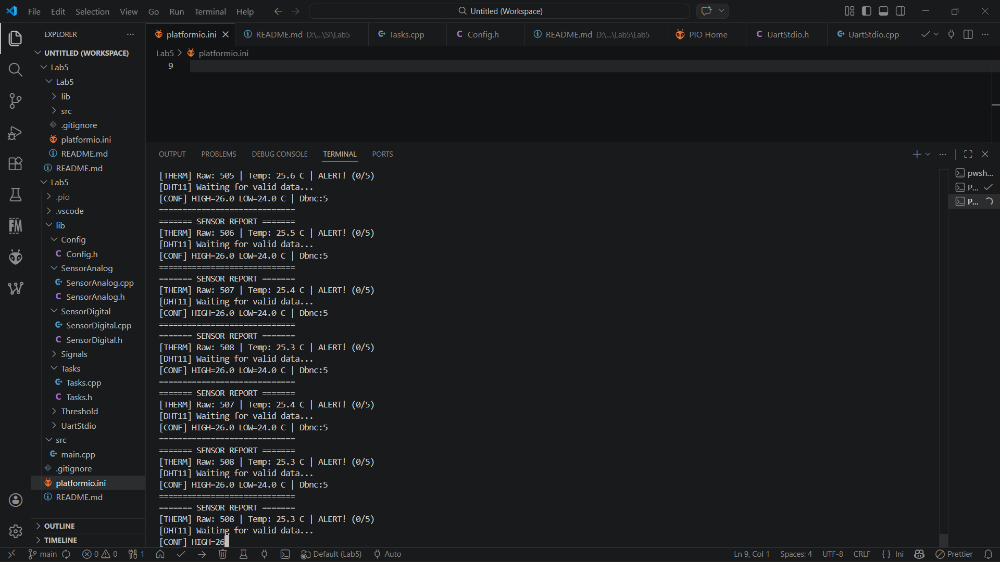 File Edit Selection View Go Run Terminal Help
Untitled (Workspace)
EXPLORER
platformio.ini
README.md D:\...\SI\Lab5
Tasks.cpp
Config.h
README.md D:\...\Lab5\Lab5
PIO Home
UartStdio.h
UartStdio.cpp
UNTITLED (WORKSPACE)
Lab5
Lab5
lib
src
.gitignore
platformio.ini
README.md
README.md
Lab5
.pio
.vscode
lib
Config
Config.h
SensorAnalog
SensorAnalog.cpp
SensorAnalog.h
SensorDigital
SensorDigital.cpp
SensorDigital.h
Signals
Tasks
Tasks.cpp
Tasks.h
Threshold
UartStdio
src
main.cpp
.gitignore
platformio.ini
README.md
OUTLINE
TIMELINE
Lab5 > platformio.ini
9
OUTPUT PROBLEMS DEBUG CONSOLE TERMINAL PORTS
[THERM] Raw: 505 | Temp: 25.6 C | ALERT! (0/5)
[DHT11] Waiting for valid data...
[CONF] HIGH=26.0 LOW=24.0 C | Dbnc:5
=============================
======= SENSOR REPORT =======
[THERM] Raw: 506 | Temp: 25.5 C | ALERT! (0/5)
[DHT11] Waiting for valid data...
[CONF] HIGH=26.0 LOW=24.0 C | Dbnc:5
=============================
======= SENSOR REPORT =======
[THERM] Raw: 507 | Temp: 25.4 C | ALERT! (0/5)
[DHT11] Waiting for valid data...
[CONF] HIGH=26.0 LOW=24.0 C | Dbnc:5
=============================
======= SENSOR REPORT =======
[THERM] Raw: 508 | Temp: 25.3 C | ALERT! (0/5)
[DHT11] Waiting for valid data...
[CONF] HIGH=26.0 LOW=24.0 C | Dbnc:5
=============================
======= SENSOR REPORT =======
[THERM] Raw: 507 | Temp: 25.4 C | ALERT! (0/5)
[DHT11] Waiting for valid data...
[CONF] HIGH=26.0 LOW=24.0 C | Dbnc:5
=============================
======= SENSOR REPORT =======
[THERM] Raw: 508 | Temp: 25.3 C | ALERT! (0/5)
[DHT11] Waiting for valid data...
[CONF] HIGH=26.0 LOW=24.0 C | Dbnc:5
=============================
======= SENSOR REPORT =======
[THERM] Raw: 508 | Temp: 25.3 C | ALERT! (0/5)
[DHT11] Waiting for valid data...
[CONF] HIGH=26
pwsh...
P...
P...
main 0 0 1 Default (Lab5) Auto
Ln 9, Col 1 Spaces: 4 UTF-8 CRLF { } Ini Prettier